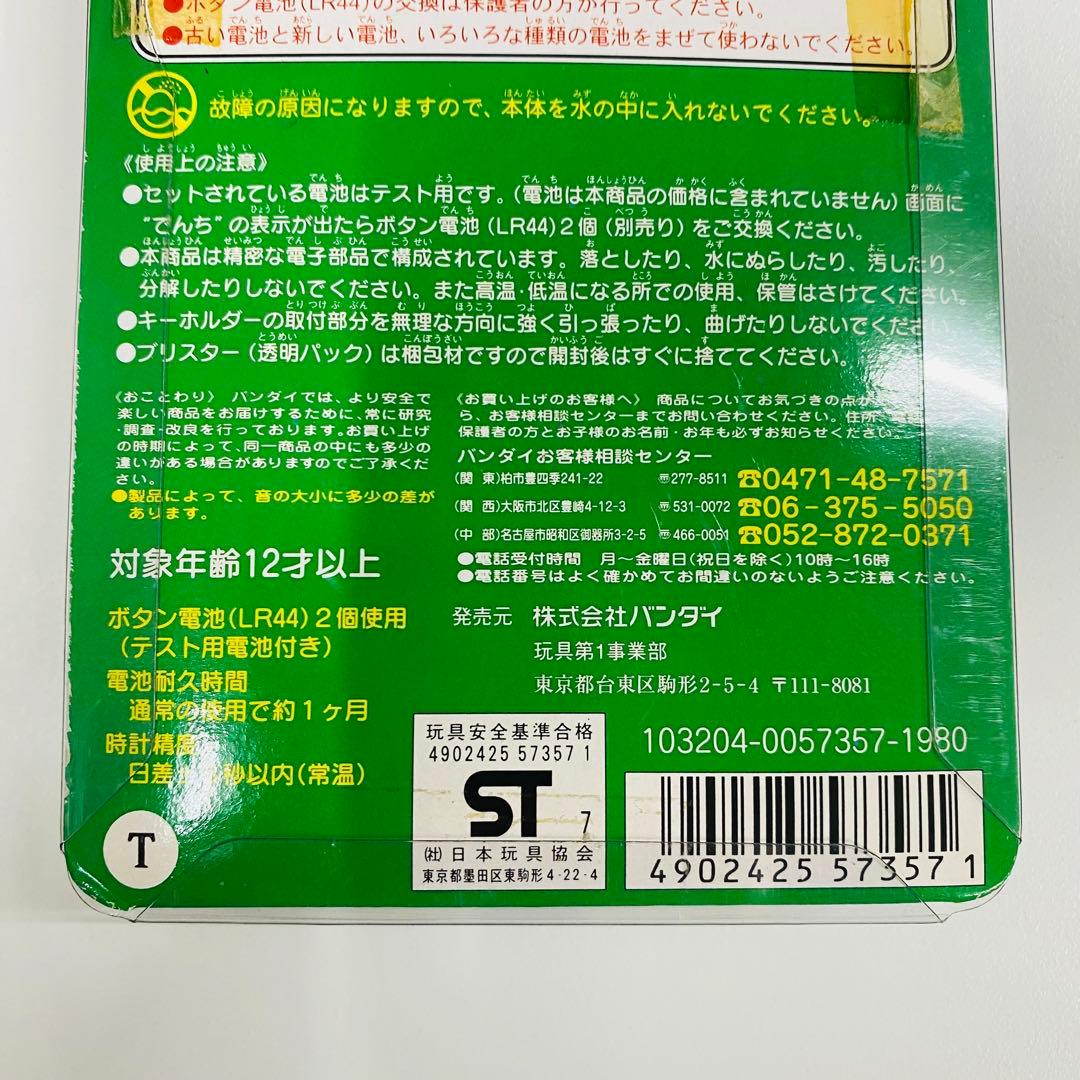 ●ボタン電池(LR44)の交換は保護者の方が行ってください。
●古い電池と新しい電池、いろいろな種類の電池をまぜて使わないでください。
故障の原因になりますので、本体を水の中に入れないでください。
《使用上の注意》
●セットされている電池はテスト用です。(電池は本商品の価格に含まれていません)画面に
“でんち”の表示が出たらボタン電池(LR44)2個(別売り)をご交換ください。
●本商品は精密な電子部品で構成されています。落としたり、水にぬらしたり、汚したり、
分解したりしないでください。また高温・低温になる所での使用、保管はさけてください。
●キーホルダーの取付部分を無理な方向に強く引っ張ったり、曲げたりしないでください。
●ブリスター(透明パック)は梱包材ですので開封後はすぐに捨ててください。
《おことわり》 バンダイでは、より安全で
楽しい商品をお届けするために、常に研究
・調査・改良を行っております。お買い上げ
の時期によって、同一商品の中にも多少の
違いがある場合がありますのでご了承くだ
さい。
●製品によって、音の大小に多少の差が
あります。
対象年齢12才以上
ボタン電池(LR44)2個使用
(テスト用電池付き)
電池耐久時間
通常の使用で約1ヶ月
時計精度
日差 秒以内(常温)
T
《お買い上げのお客様へ》 商品についてお気づきの点が
ら、お客様相談センターまでお問い合わせください。住所
保護者の方とお子様のお名前・お年も必ずお知らせください。
バンダイお客様相談センター
(関 東)柏市豊四季241-22 〒277-8511 ☎0471-48-7571
(関 西)大阪市北区豊崎4-12-3 〒531-0072 ☎06-375-5050
(中 部)名古屋市昭和区御器所3-2-5 〒466-0051 ☎052-872-0371
●電話受付時間 月〜金曜日(祝日を除く)10時〜16時
●電話番号はよく確かめてお間違いのないようご注意ください。
発売元 株式会社バンダイ
玩具第1事業部
東京都台東区駒形2-5-4 〒111-8081
玩具安全基準合格
4902425 57357 1
ST 7
(社)日本玩具協会
東京都墨田区東駒形4-22-4
103204-0057357-1980
4902425 573571